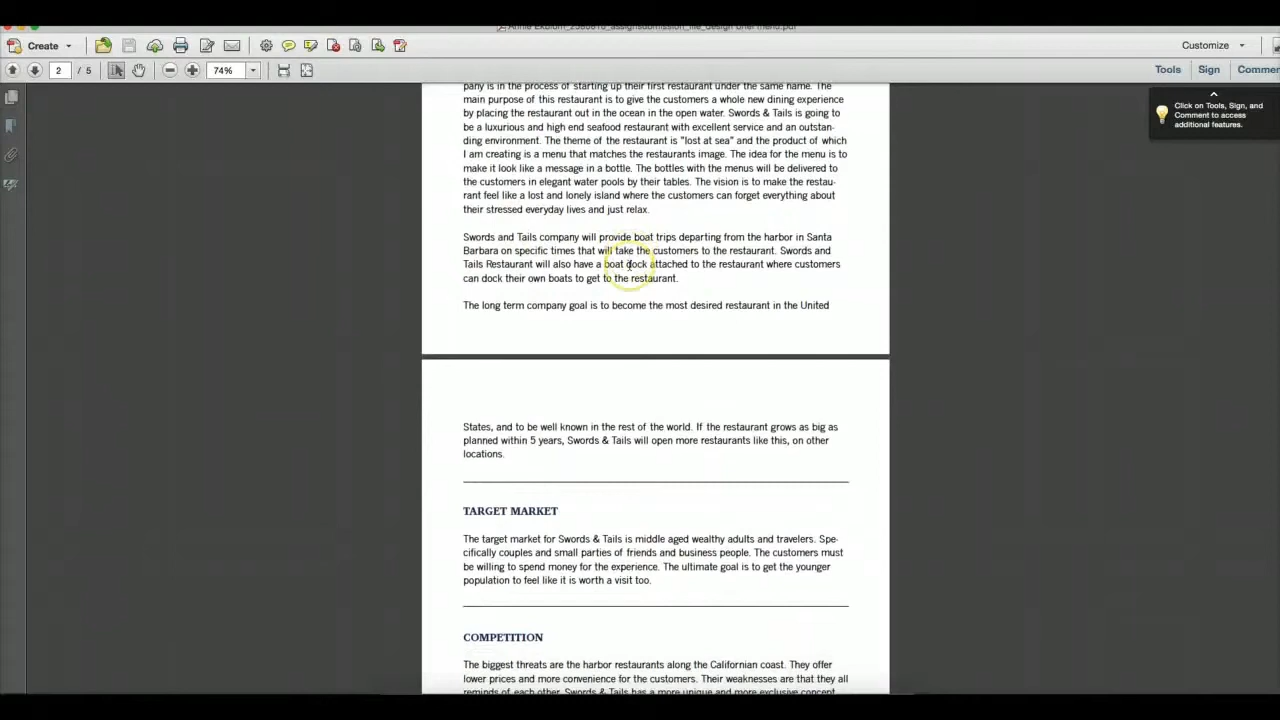 Create
Customize
2 / 5
74%
Tools
Sign
Comme
Click on Tools, Sign, and
Comment to access
additional features.
pany is in the process of starting up their first restaurant under the same name. The
main purpose of this restaurant is to give the customers a whole new dining experience
by placing the restaurant out in the ocean in the open water. Swords & Tails is going to
be a luxurious and high end seafood restaurant with excellent service and an outstan-
ding environment. The theme of the restaurant is "lost at sea" and the product of which
I am creating is a menu that matches the restaurants image. The idea for the menu is to
make it look like a message in a bottle. The bottles with the menus will be delivered to
the customers in elegant water pools by their tables. The vision is to make the restau-
rant feel like a lost and lonely island where the customers can forget everything about
their stressed everyday lives and just relax.
Swords and Tails company will provide boat trips departing from the harbor in Santa
Barbara on specific times that will take the customers to the restaurant. Swords and
Tails Restaurant will also have a boat dock attached to the restaurant where customers
can dock their own boats to get to the restaurant.
The long term company goal is to become the most desired restaurant in the United
States, and to be well known in the rest of the world. If the restaurant grows as big as
planned within 5 years, Swords & Tails will open more restaurants like this, on other
locations.
TARGET MARKET
The target market for Swords & Tails is middle aged wealthy adults and travelers. Spe-
cifically couples and small parties of friends and business people. The customers must
be willing to spend money for the experience. The ultimate goal is to get the younger
population to feel like it is worth a visit too.
COMPETITION
The biggest threats are the harbor restaurants along the Californian coast. They offer
lower prices and more convenience for the customers. Their weaknesses are that they all
reminds of each other. Swords & Tails has a more unique and more exclusive concept